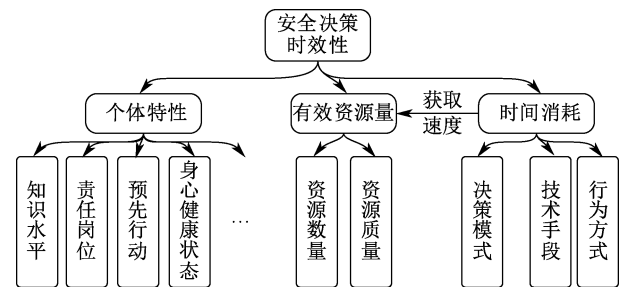 安全决策
时效性
个体特性
有效资源量
获取
速度
时间消耗
知识水平
责任岗位
预先行动
身心健康状态
…
资源数量
资源质量
决策模式
技术手段
行为方式